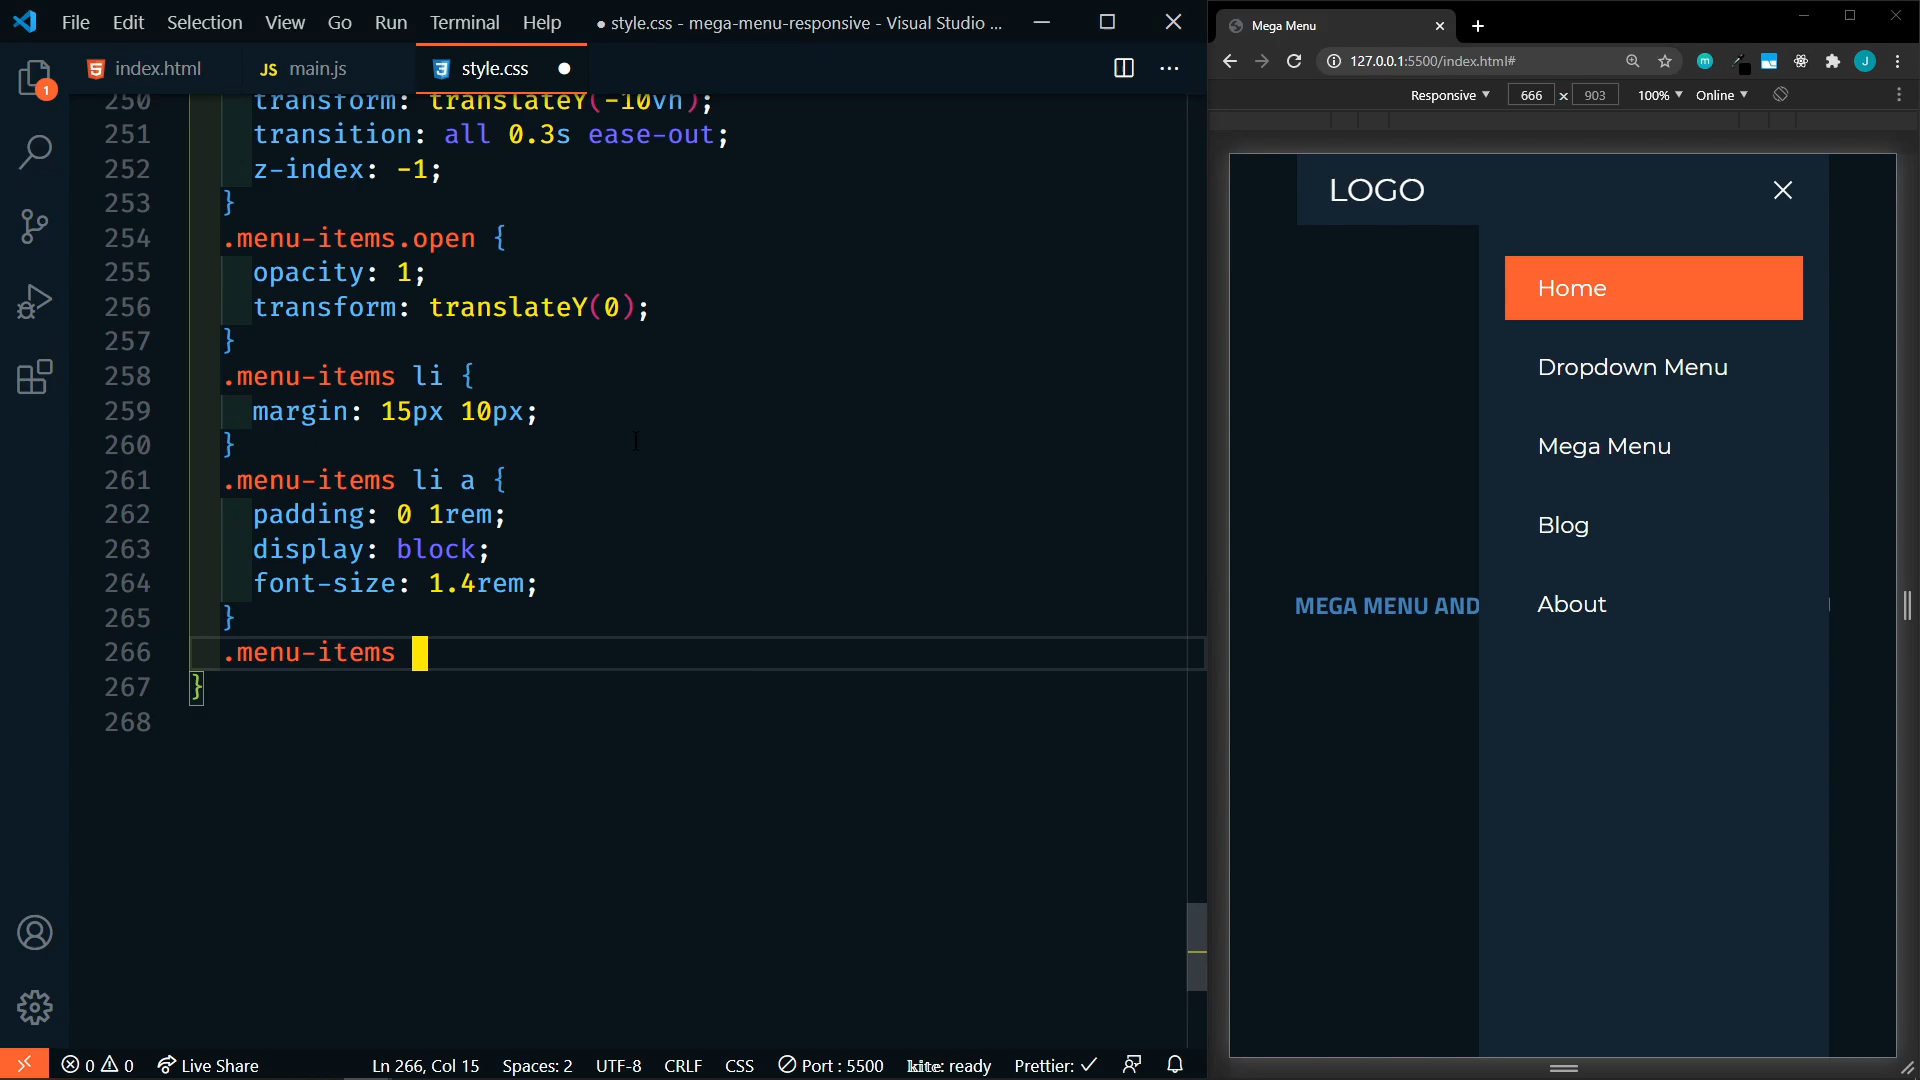 File Edit Selection View Go Run Terminal Help
● style.css - mega-menu-responsive - Visual Studio ...
index.html
JS main.js
style.css
1
250 transform: translateY(-10vh);
251 transition: all 0.3s ease-out;
252 z-index: -1;
253 }
254 .menu-items.open {
255 opacity: 1;
256 transform: translateY(0);
257 }
258 .menu-items li {
259 margin: 15px 10px;
260 }
261 .menu-items li a {
262 padding: 0 1rem;
263 display: block;
264 font-size: 1.4rem;
265 }
266 .menu-items
267 }
268
0 0 Live Share Ln 266, Col 15 Spaces: 2 UTF-8 CRLF CSS Port : 5500 kite: ready Prettier: ✓
Mega Menu
127.0.0.1:5500/index.html#
m
J
Responsive 666 x 903 100% Online
LOGO
Home
Dropdown Menu
Mega Menu
Blog
MEGA MENU AND
About